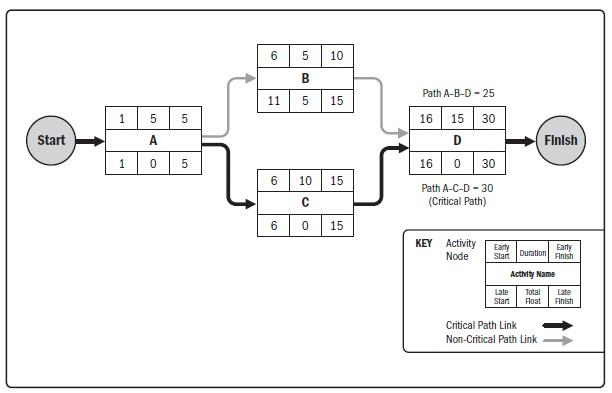 6 5 10
B
11 5 15
Path A-B-D = 25
1 5 5
A
1 0 5
16 15 30
D
16 0 30
Start
Finish
6 10 15
C
6 0 15
Path A-C-D = 30
(Critical Path)
KEY
Activity
Node
Early
Start
Duration
Early
Finish
Activity Name
Late
Start
Total
Float
Late
Finish
Critical Path Link
Non-Critical Path Link